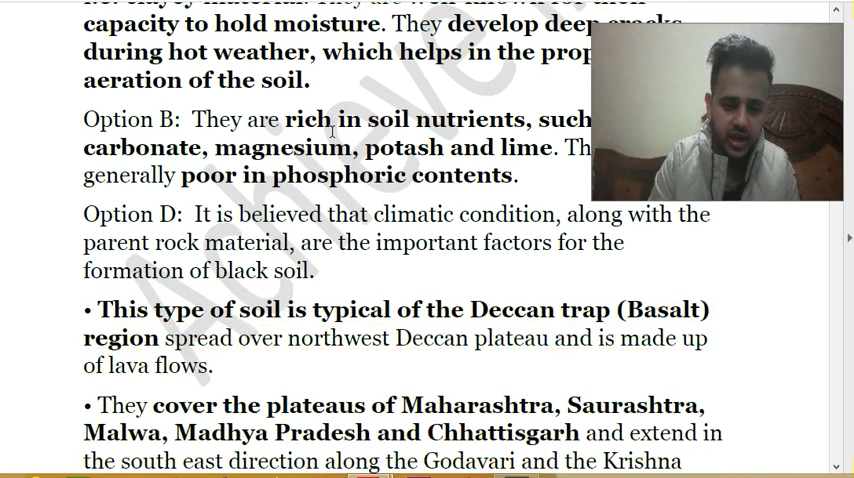 capacity to hold moisture. They develop deep cracks
during hot weather, which helps in the
aeration of the soil.
Option B: They are rich in soil nutrients, such
carbonate, magnesium, potash and lime.
generally poor in phosphoric contents.
Option D: It is believed that climatic condition, along with the
parent rock material, are the important factors for the
formation of black soil.
• This type of soil is typical of the Deccan trap (Basalt)
region spread over northwest Deccan plateau and is made up
of lava flows.
• They cover the plateaus of Maharashtra, Saurashtra,
Malwa, Madhya Pradesh and Chhattisgarh and extend in
the south east direction along the Godavari and the Krishna
Achieve